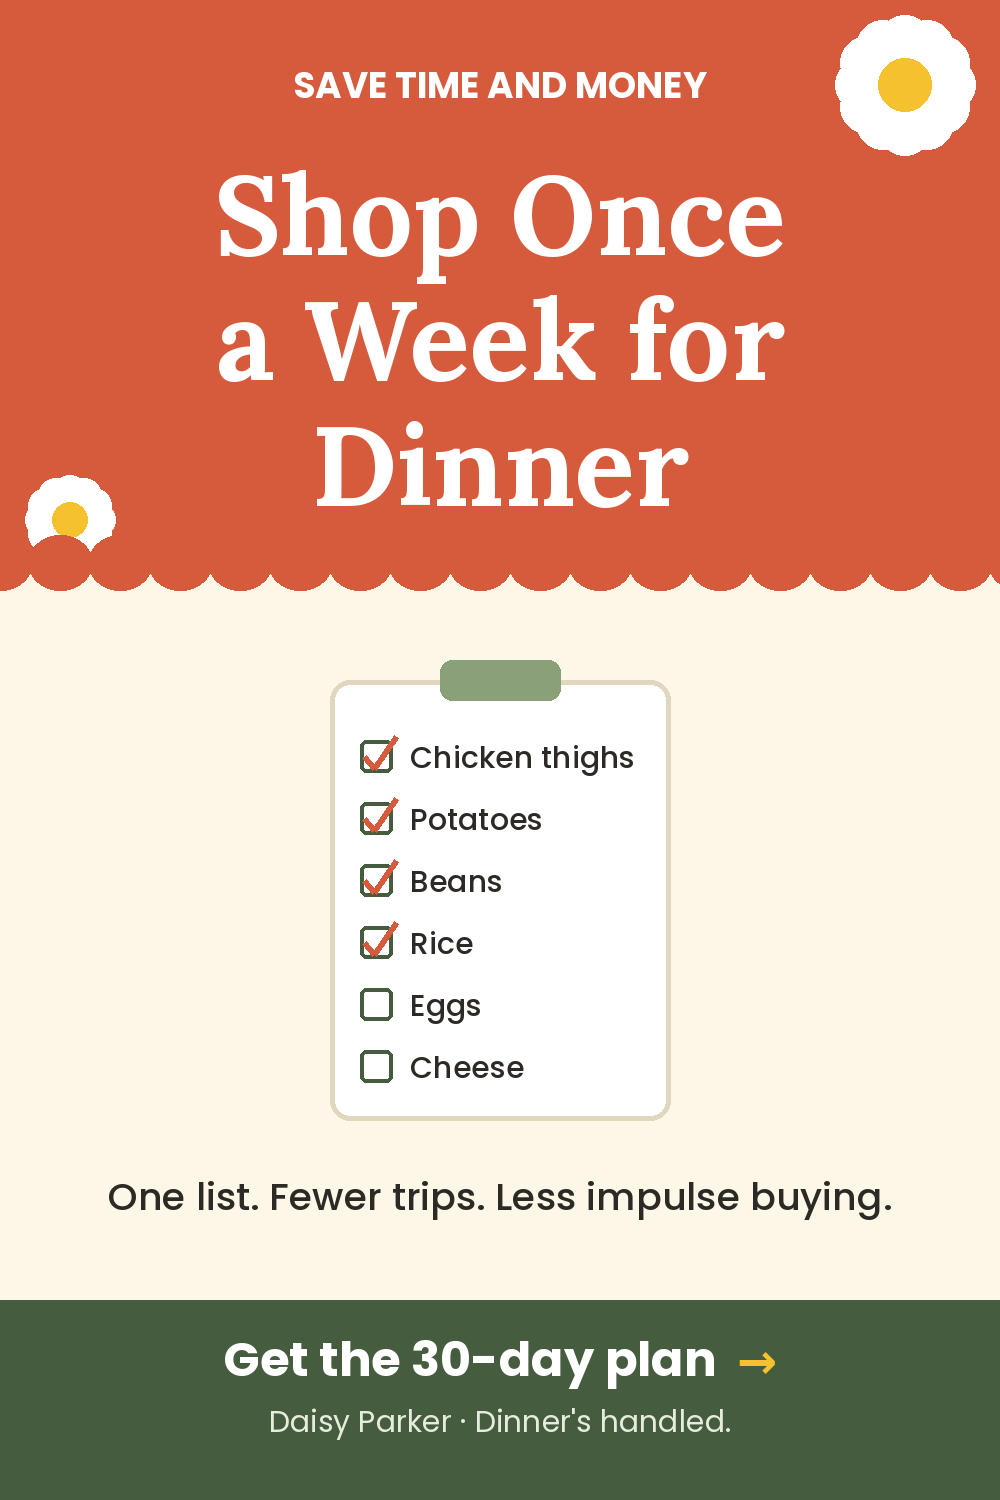 SAVE TIME AND MONEY
Shop Once
a Week for
Dinner
Chicken thighs
Potatoes
Beans
Rice
Eggs
Cheese
One list. Fewer trips. Less impulse buying.
Get the 30-day plan →
Daisy Parker · Dinner's handled.